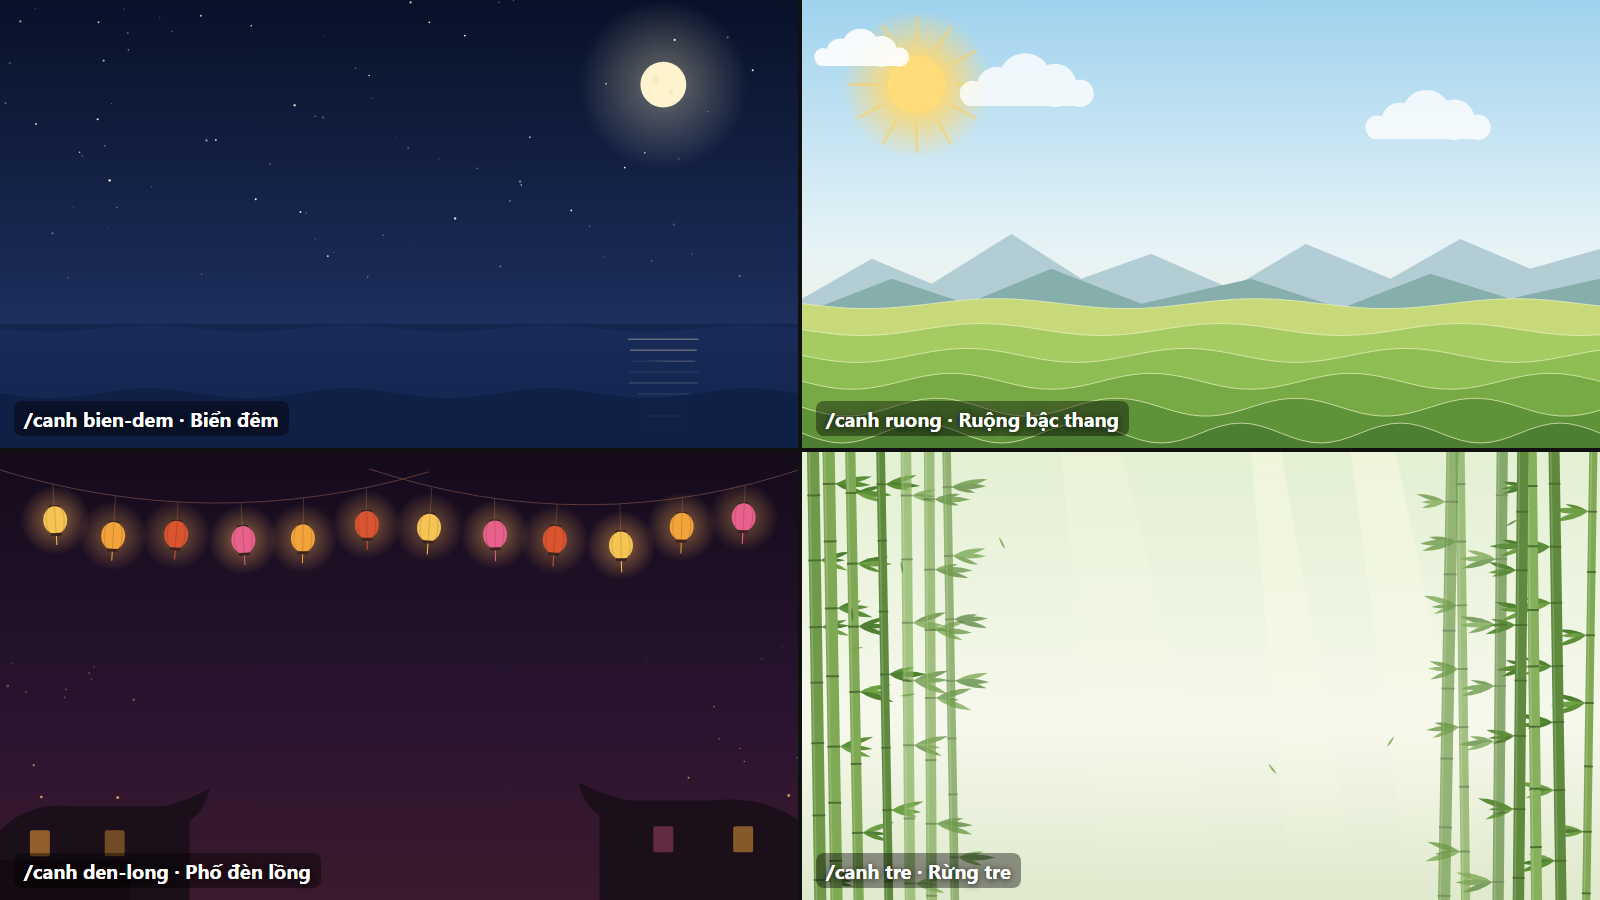 /canh bien-dem · Biển đêm
/canh ruong · Ruộng bậc thang
/canh den-long · Phố đèn lồng
/canh tre · Rừng tre